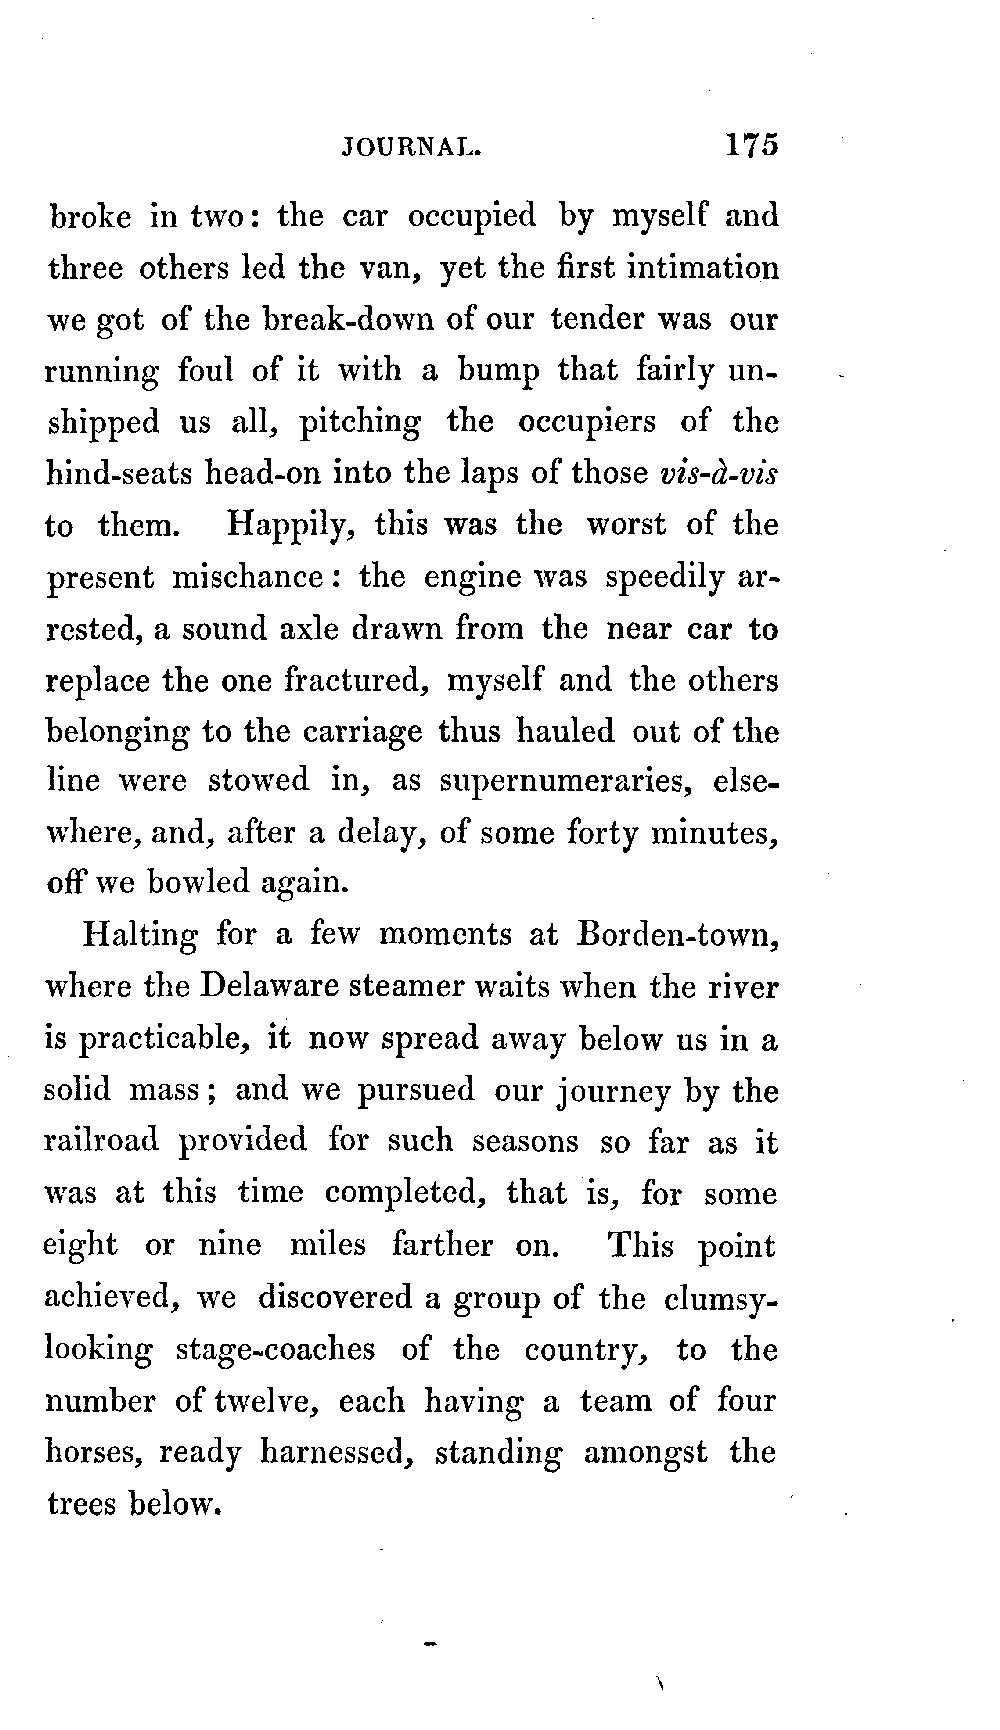 JOURNAL. 175
broke in two: the car occupied by myself and
three others led the van, yet the first intimation
we got of the break-down of our tender was our
running foul of it with a bump that fairly un-
shipped us all, pitching the occupiers of the
hind-seats head-on into the laps of those vis-à-vis
to them. Happily, this was the worst of the
present mischance: the engine was speedily ar-
rested, a sound axle drawn from the near car to
replace the one fractured, myself and the others
belonging to the carriage thus hauled out of the
line were stowed in, as supernumeraries, else-
where, and, after a delay, of some forty minutes,
off we bowled again.
Halting for a few moments at Borden-town,
where the Delaware steamer waits when the river
is practicable, it now spread away below us in a
solid mass; and we pursued our journey by the
railroad provided for such seasons so far as it
was at this time completed, that is, for some
eight or nine miles farther on. This point
achieved, we discovered a group of the clumsy-
looking stage-coaches of the country, to the
number of twelve, each having a team of four
horses, ready harnessed, standing amongst the
trees below.